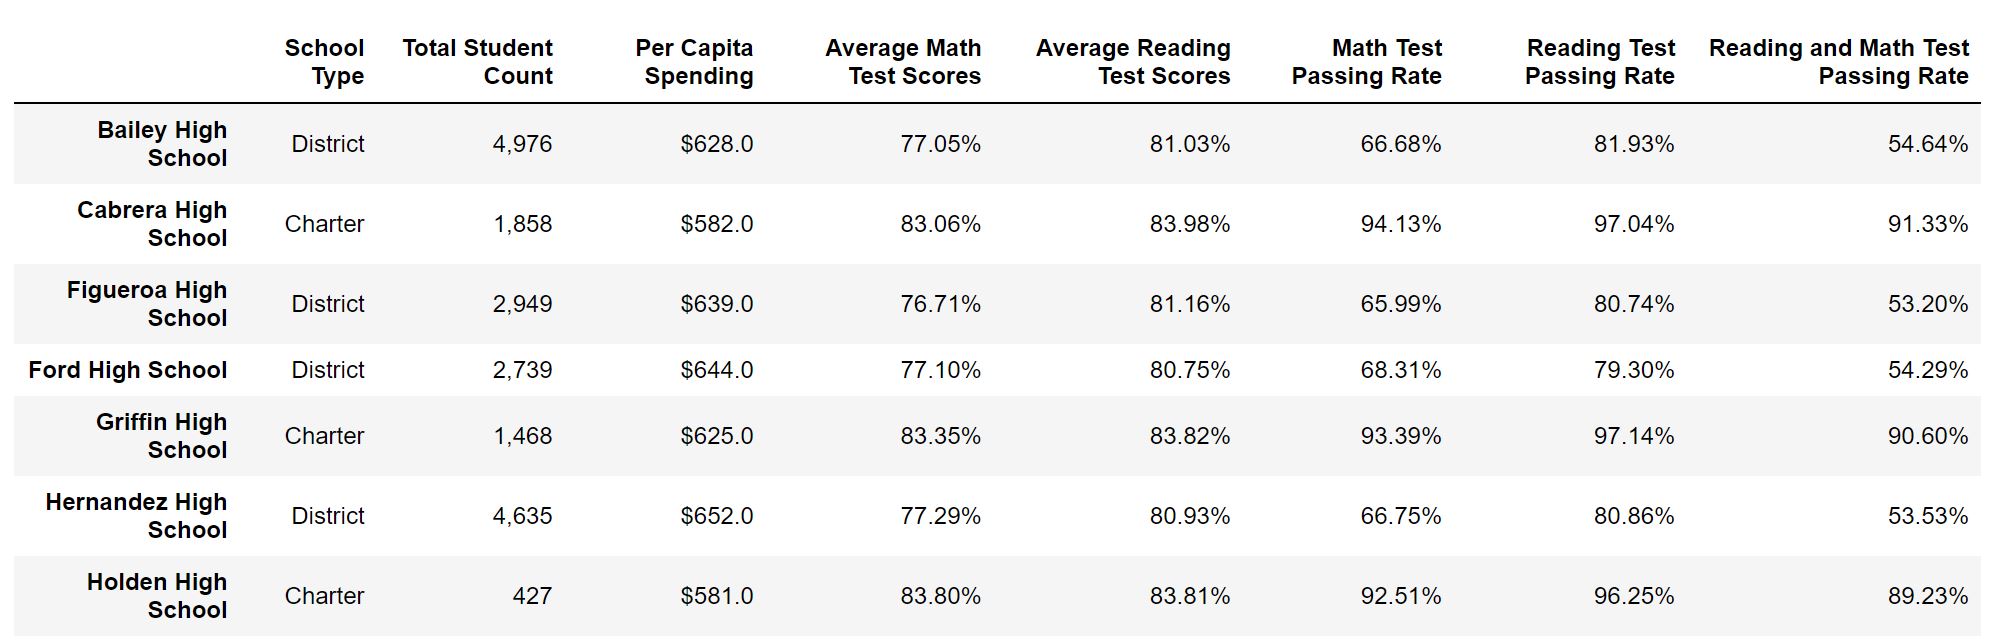 School Type Total Student Count Per Capita Spending Average Math Test Scores Average Reading Test Scores Math Test Passing Rate Reading Test Passing Rate Reading and Math Test Passing Rate
Bailey High School District 4,976 $628.0 77.05% 81.03% 66.68% 81.93% 54.64%
Cabrera High School Charter 1,858 $582.0 83.06% 83.98% 94.13% 97.04% 91.33%
Figueroa High School District 2,949 $639.0 76.71% 81.16% 65.99% 80.74% 53.20%
Ford High School District 2,739 $644.0 77.10% 80.75% 68.31% 79.30% 54.29%
Griffin High School Charter 1,468 $625.0 83.35% 83.82% 93.39% 97.14% 90.60%
Hernandez High School District 4,635 $652.0 77.29% 80.93% 66.75% 80.86% 53.53%
Holden High School Charter 427 $581.0 83.80% 83.81% 92.51% 96.25% 89.23%